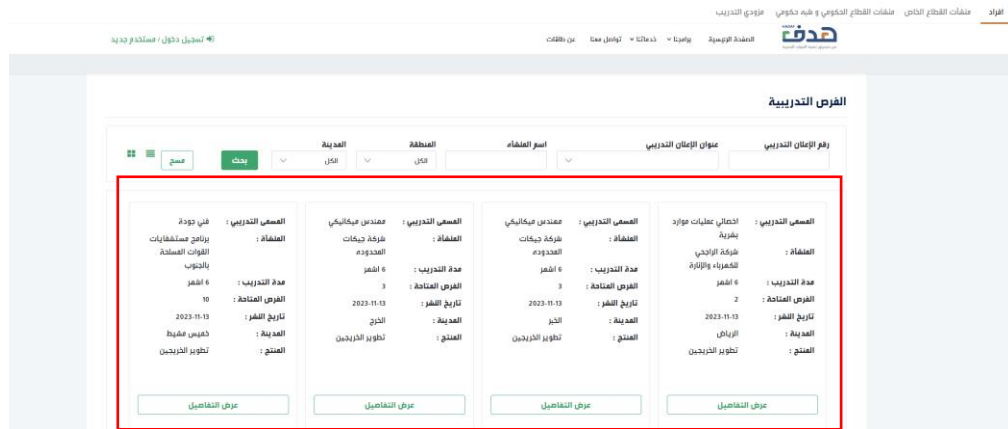 افراد منشآت القطاع الخاص منشآت القطاع الحكومي و شبه حكومي مزودي التدريب
هدف
الصفحة الرئيسية برامجنا خدماتنا تواصل معنا عن طاقات
تسجيل دخول / مستخدم جديد
الفرص التدريبية
رقم الإعلان التدريبي عنوان الإعلان التدريبي اسم المنشأه المنطقة المدينة
الكل الكل بحث مسح
المسمى التدريبي : اخصائي عمليات موارد
بشرية
المنشأة : شركة الراجحي
للكهرباء والإنارة
مدة التدريب : 6 اشهر
الفرص المتاحة : 2
تاريخ النشر : 2023-11-13
المدينة : الرياض
المنتج : تطوير الخريجين
عرض التفاصيل
المسمى التدريبي : مهندس ميكانيكي
المنشأة : شركة جيكات
المحدوده
مدة التدريب : 6 اشهر
الفرص المتاحة : 3
تاريخ النشر : 2023-11-13
المدينة : الخبر
المنتج : تطوير الخريجين
عرض التفاصيل
المسمى التدريبي : مهندس ميكانيكي
المنشأة : شركة جيكات
المحدوده
مدة التدريب : 6 اشهر
الفرص المتاحة : 3
تاريخ النشر : 2023-11-13
المدينة : الخرج
المنتج : تطوير الخريجين
عرض التفاصيل
المسمى التدريبي : فني جودة
المنشأة : برنامج مستشفايات
القوات المسلحة
بالجنوب
مدة التدريب : 6 اشهر
الفرص المتاحة : 10
تاريخ النشر : 2023-11-13
المدينة : خميس مشيط
المنتج : تطوير الخريجين
عرض التفاصيل